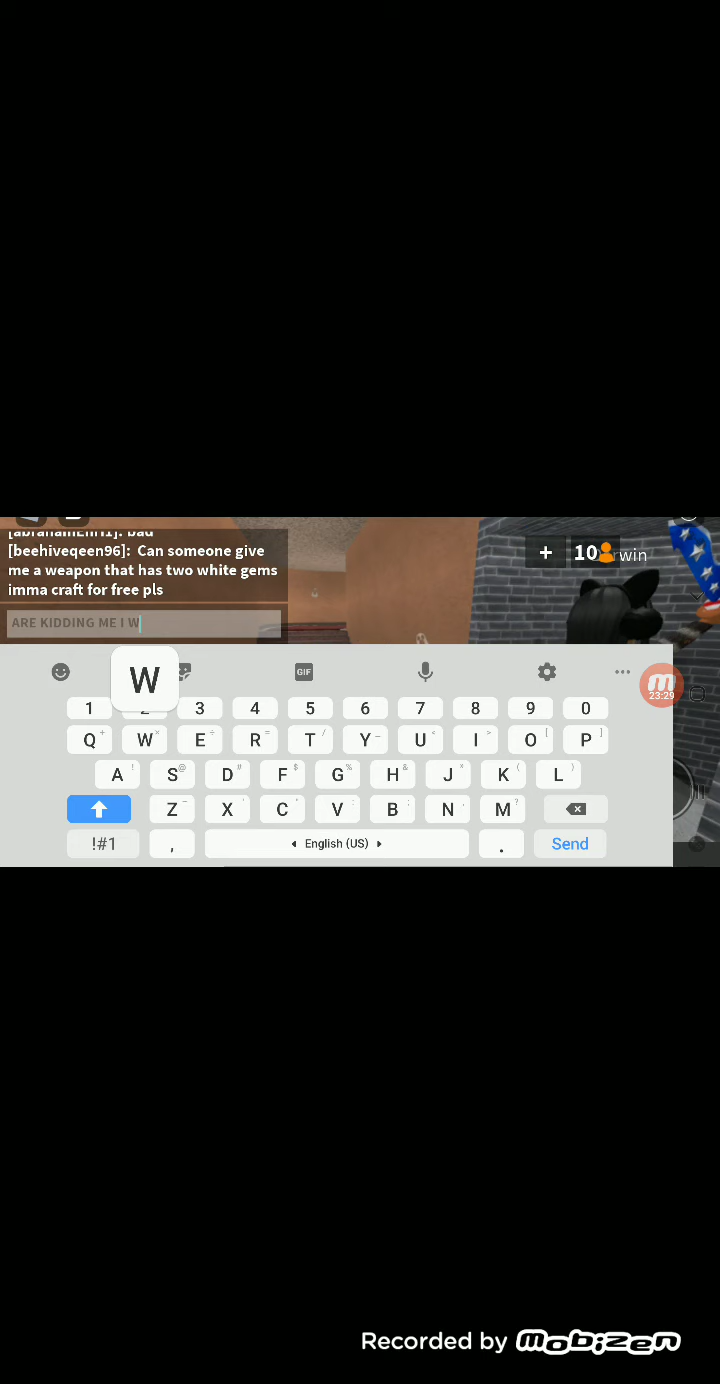 [beehiveqeen96]: Can someone give
me a weapon that has two white gems
imma craft for free pls
+ 10 win
ARE KIDDING ME I W
W
GIF
23:29
1 2 3 4 5 6 7 8 9 0
Q+ W× E÷ R= T/ Y_ U< I> O[ P]
A! S@ D# F$ G% H& J* K( L)
Z- X' C" V: B; N, M?
!#1 , ◂ English (US) ▸ . Send
Recorded by mobizen